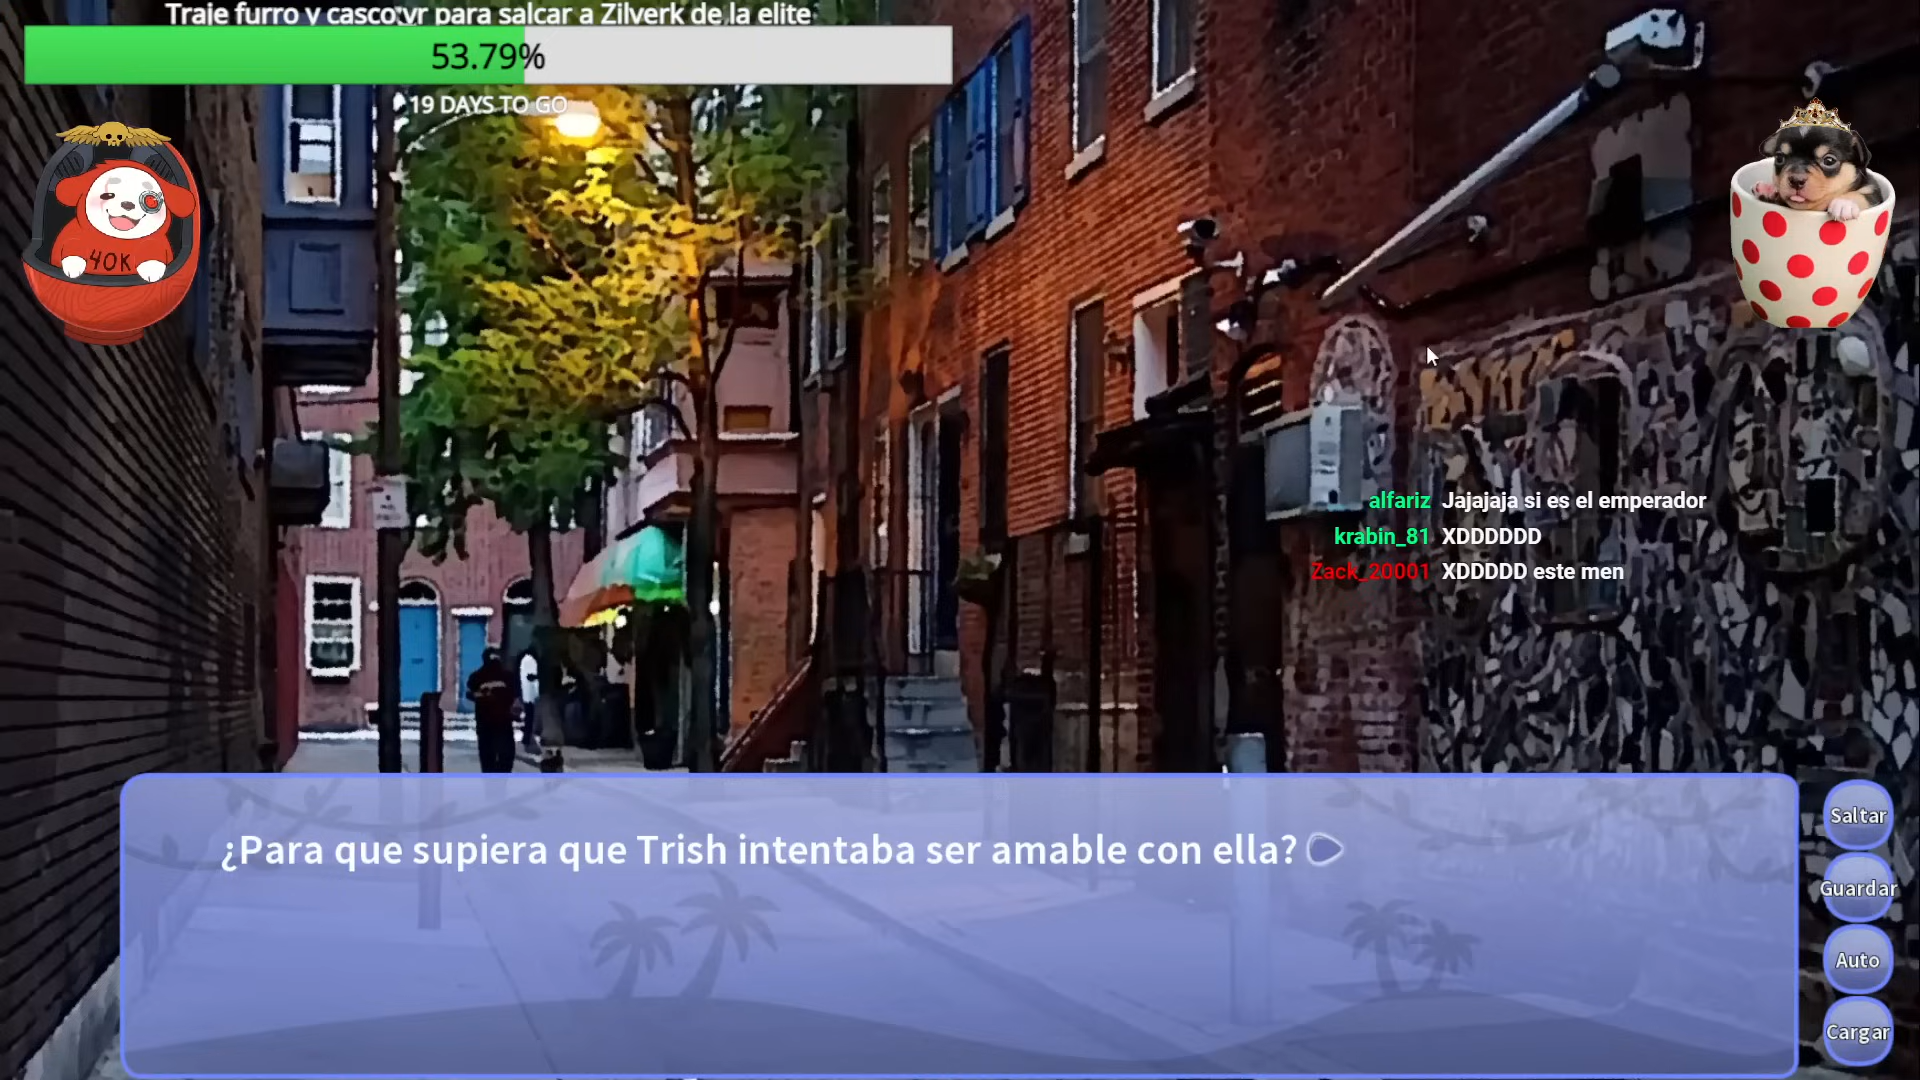 Traje furro y casco vr para salcar a Zilverk de la elite
53.79%
19 DAYS TO GO
40K
alfariz Jajajaja si es el emperador
krabin_81 XDDDDDD
Zack_20001 XDDDDD este men
¿Para que supiera que Trish intentaba ser amable con ella?
Saltar
Guardar
Auto
Cargar